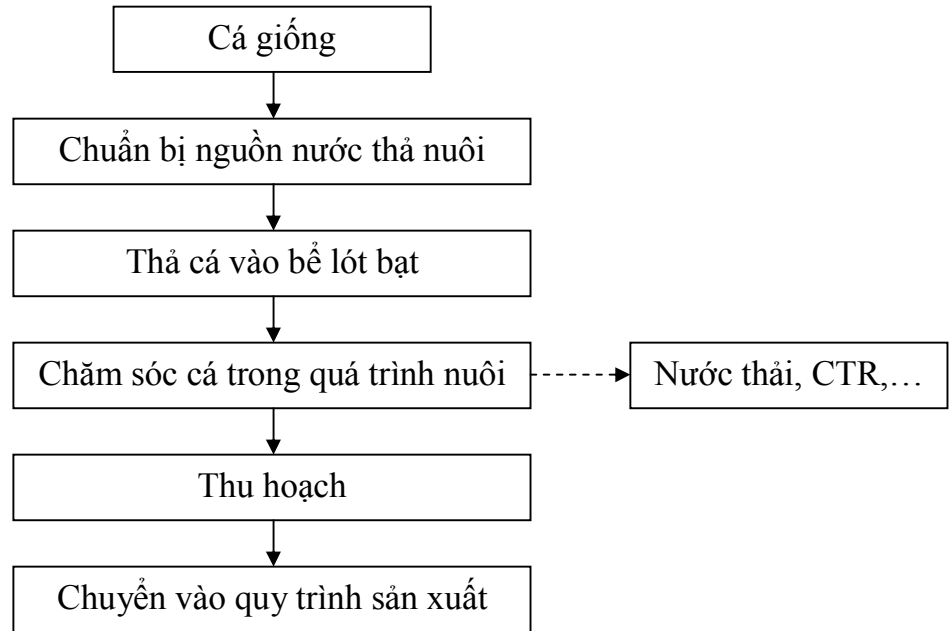 Cá giống
Chuẩn bị nguồn nước thả nuôi
Thả cá vào bể lót bạt
Chăm sóc cá trong quá trình nuôi
Nước thải, CTR,…
Thu hoạch
Chuyển vào quy trình sản xuất